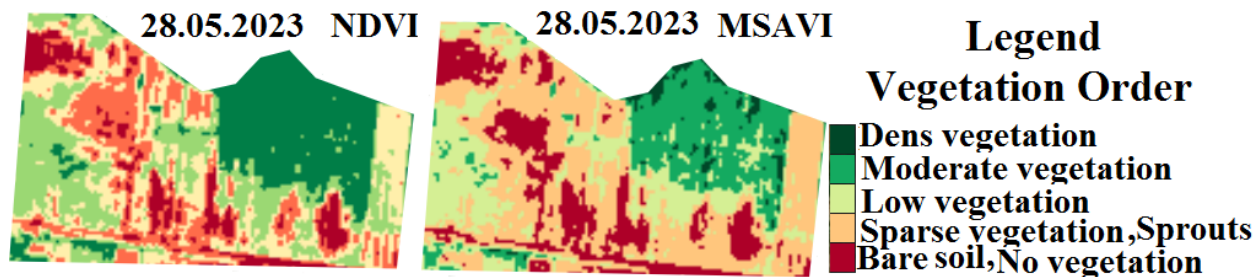 28.05.2023 NDVI
28.05.2023 MSAVI
Legend
Vegetation Order
Dens vegetation
Moderate vegetation
Low vegetation
Sparse vegetation,Sprouts
Bare soil,No vegetation